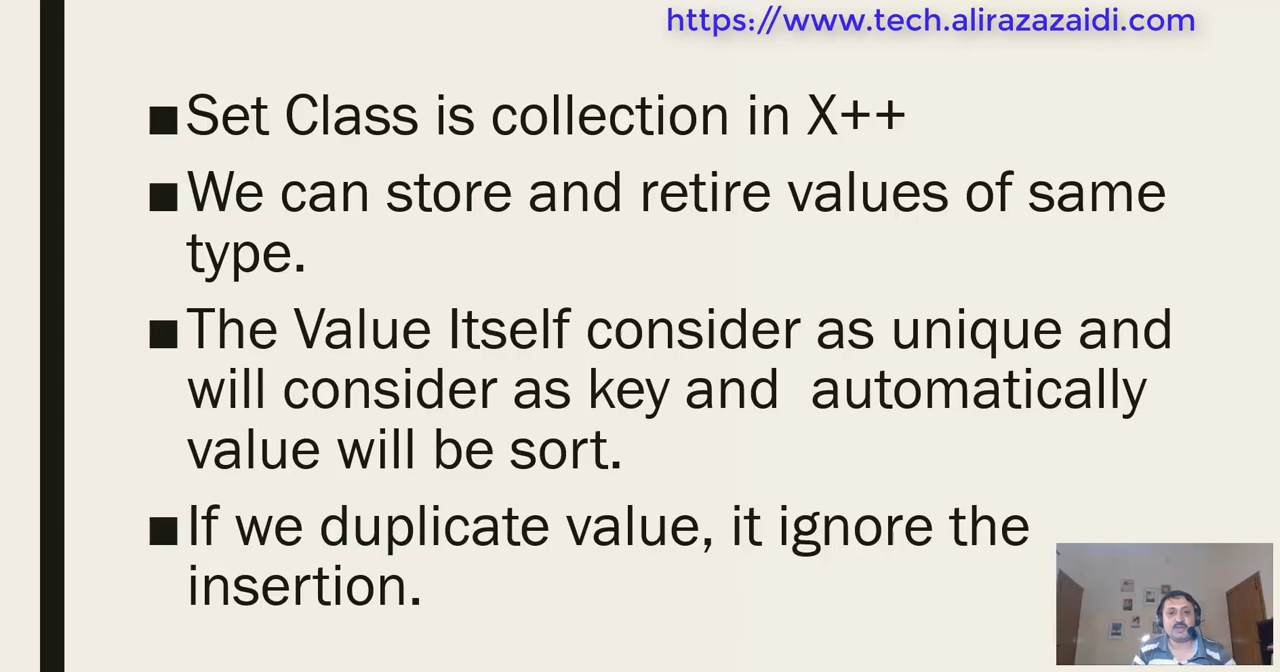 https://www.tech.alirazazaidi.com
■Set Class is collection in X++
■We can store and retire values of same
type.
■The Value Itself consider as unique and
will consider as key and  automatically
value will be sort.
■If we duplicate value, it ignore the
insertion.